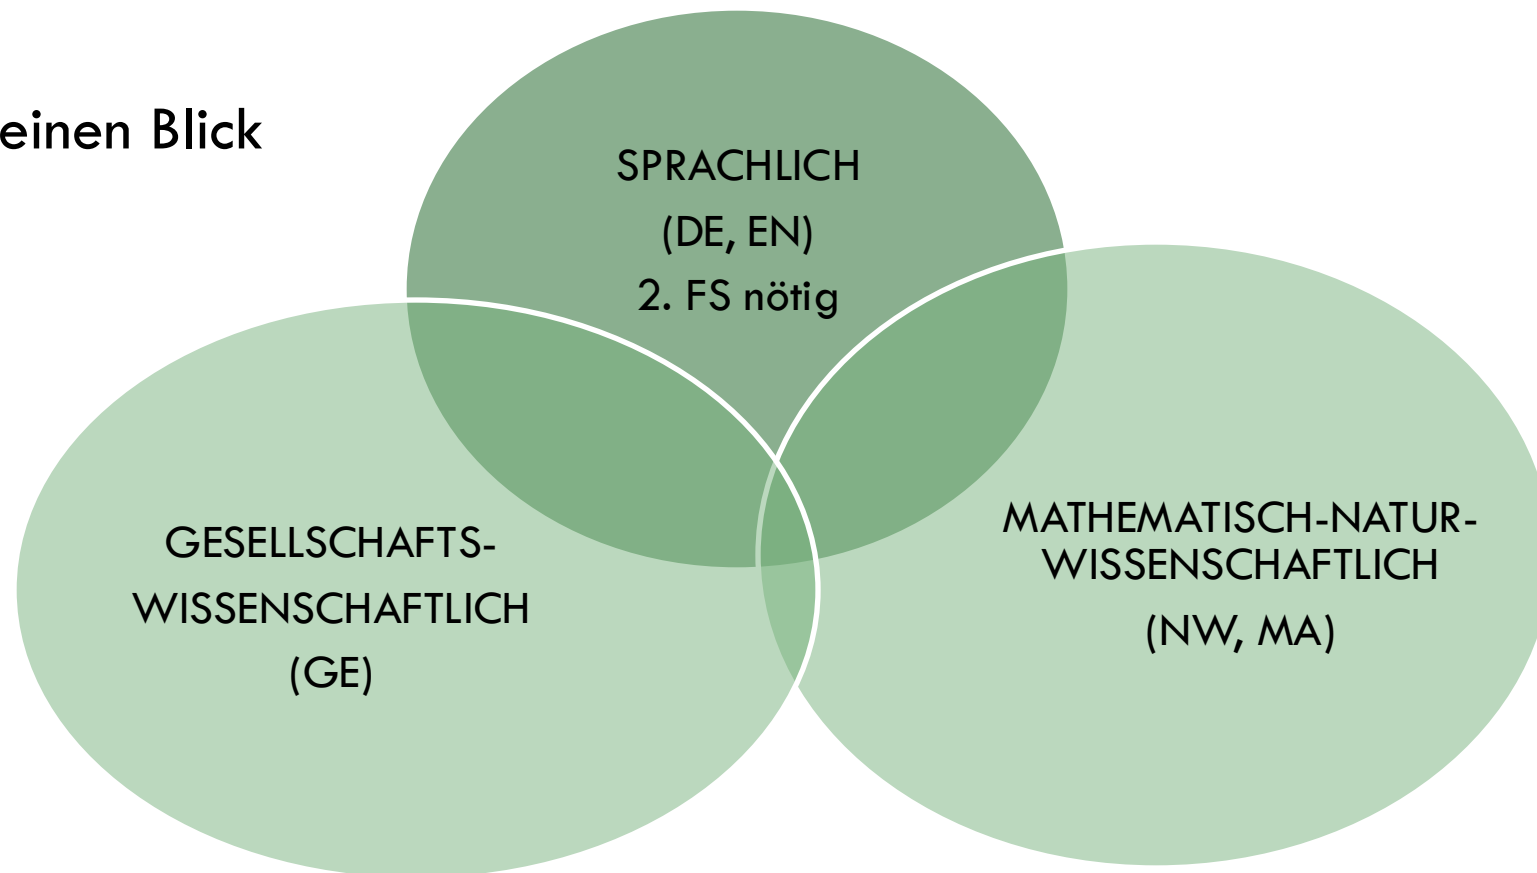 einen Blick
SPRACHLICH
(DE, EN)
2. FS nötig
GESELLSCHAFTS-
WISSENSCHAFTLICH
(GE)
MATHEMATISCH-NATUR-
WISSENSCHAFTLICH
(NW, MA)